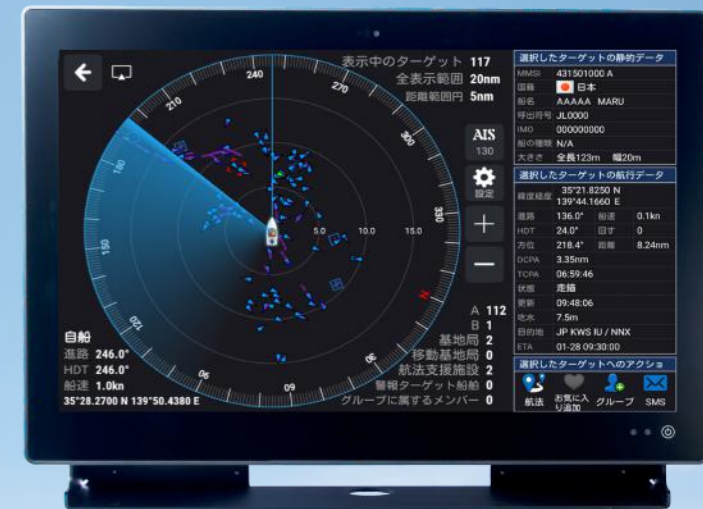 表示中のターゲット 117
全表示範囲 20nm
距離範囲円 5nm
240
270
210
300
180
330
150
N
120
30
90
60
5.0
10.0
15.0
AIS
130
設定
A 112
B 1
基地局 2
移動基地局 0
航法支援施設 2
警報ターゲット船舶 0
グループに属するメンバー 0
自船
進路 246.0°
HDT 246.0°
船速 1.0kn
35°28.2700 N 139°50.4380 E
選択したターゲットの静的データ
MMSI 431501000 A
国籍 日本
船名 AAAAA MARU
呼出符号 JL0000
IMO 000000000
船の種類 N/A
大きさ 全長123m 幅20m
選択したターゲットの航行データ
緯度経度 35°21.8250 N
139°44.1660 E
進路 136.0° 船速 0.1kn
HDT 24.0° 回す 0
方位 218.4° 距離 8.24nm
DCPA 3.35nm
TCPA 06:59:46
状態 走錨
更新 09:48:06
吃水 7.5m
目的地 JP KWS IU / NNX
ETA 01-28 09:30:00
選択したターゲットへのアクショ
航法
お気に入
り追加
グループ
SMS